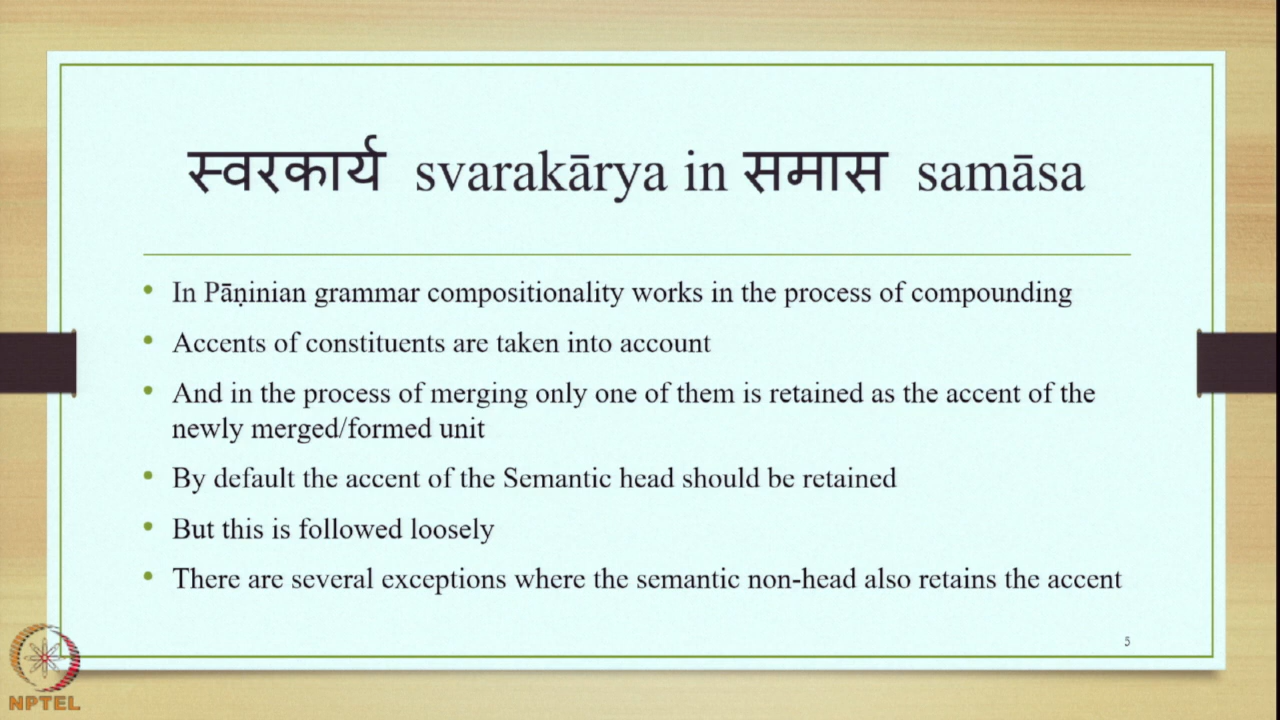 स्वरकार्य svarakārya in समास samāsa
• In Pāṇinian grammar compositionality works in the process of compounding
• Accents of constituents are taken into account
• And in the process of merging only one of them is retained as the accent of the
newly merged/formed unit
• By default the accent of the Semantic head should be retained
• But this is followed loosely
• There are several exceptions where the semantic non-head also retains the accent
5
NPTEL